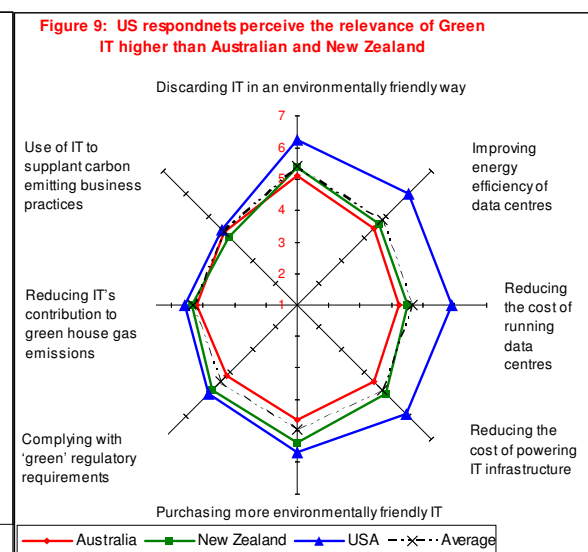 Figure 9:  US respondnets perceive the relevance of Green
IT higher than Australian and New Zealand
Discarding IT in an environmentally friendly way
7
6
5
4
3
2
1
Improving
energy
efficiency of
data centres
Reducing
the cost of
running
data
centres
Reducing the
cost of powering
IT infrastructure
Purchasing more environmentally friendly IT
Complying with
‘green’ regulatory
requirements
Reducing IT’s
contribution to
green house gas
emissions
Use of IT to
supplant carbon
emitting business
practices
Australia
New Zealand
USA
Average